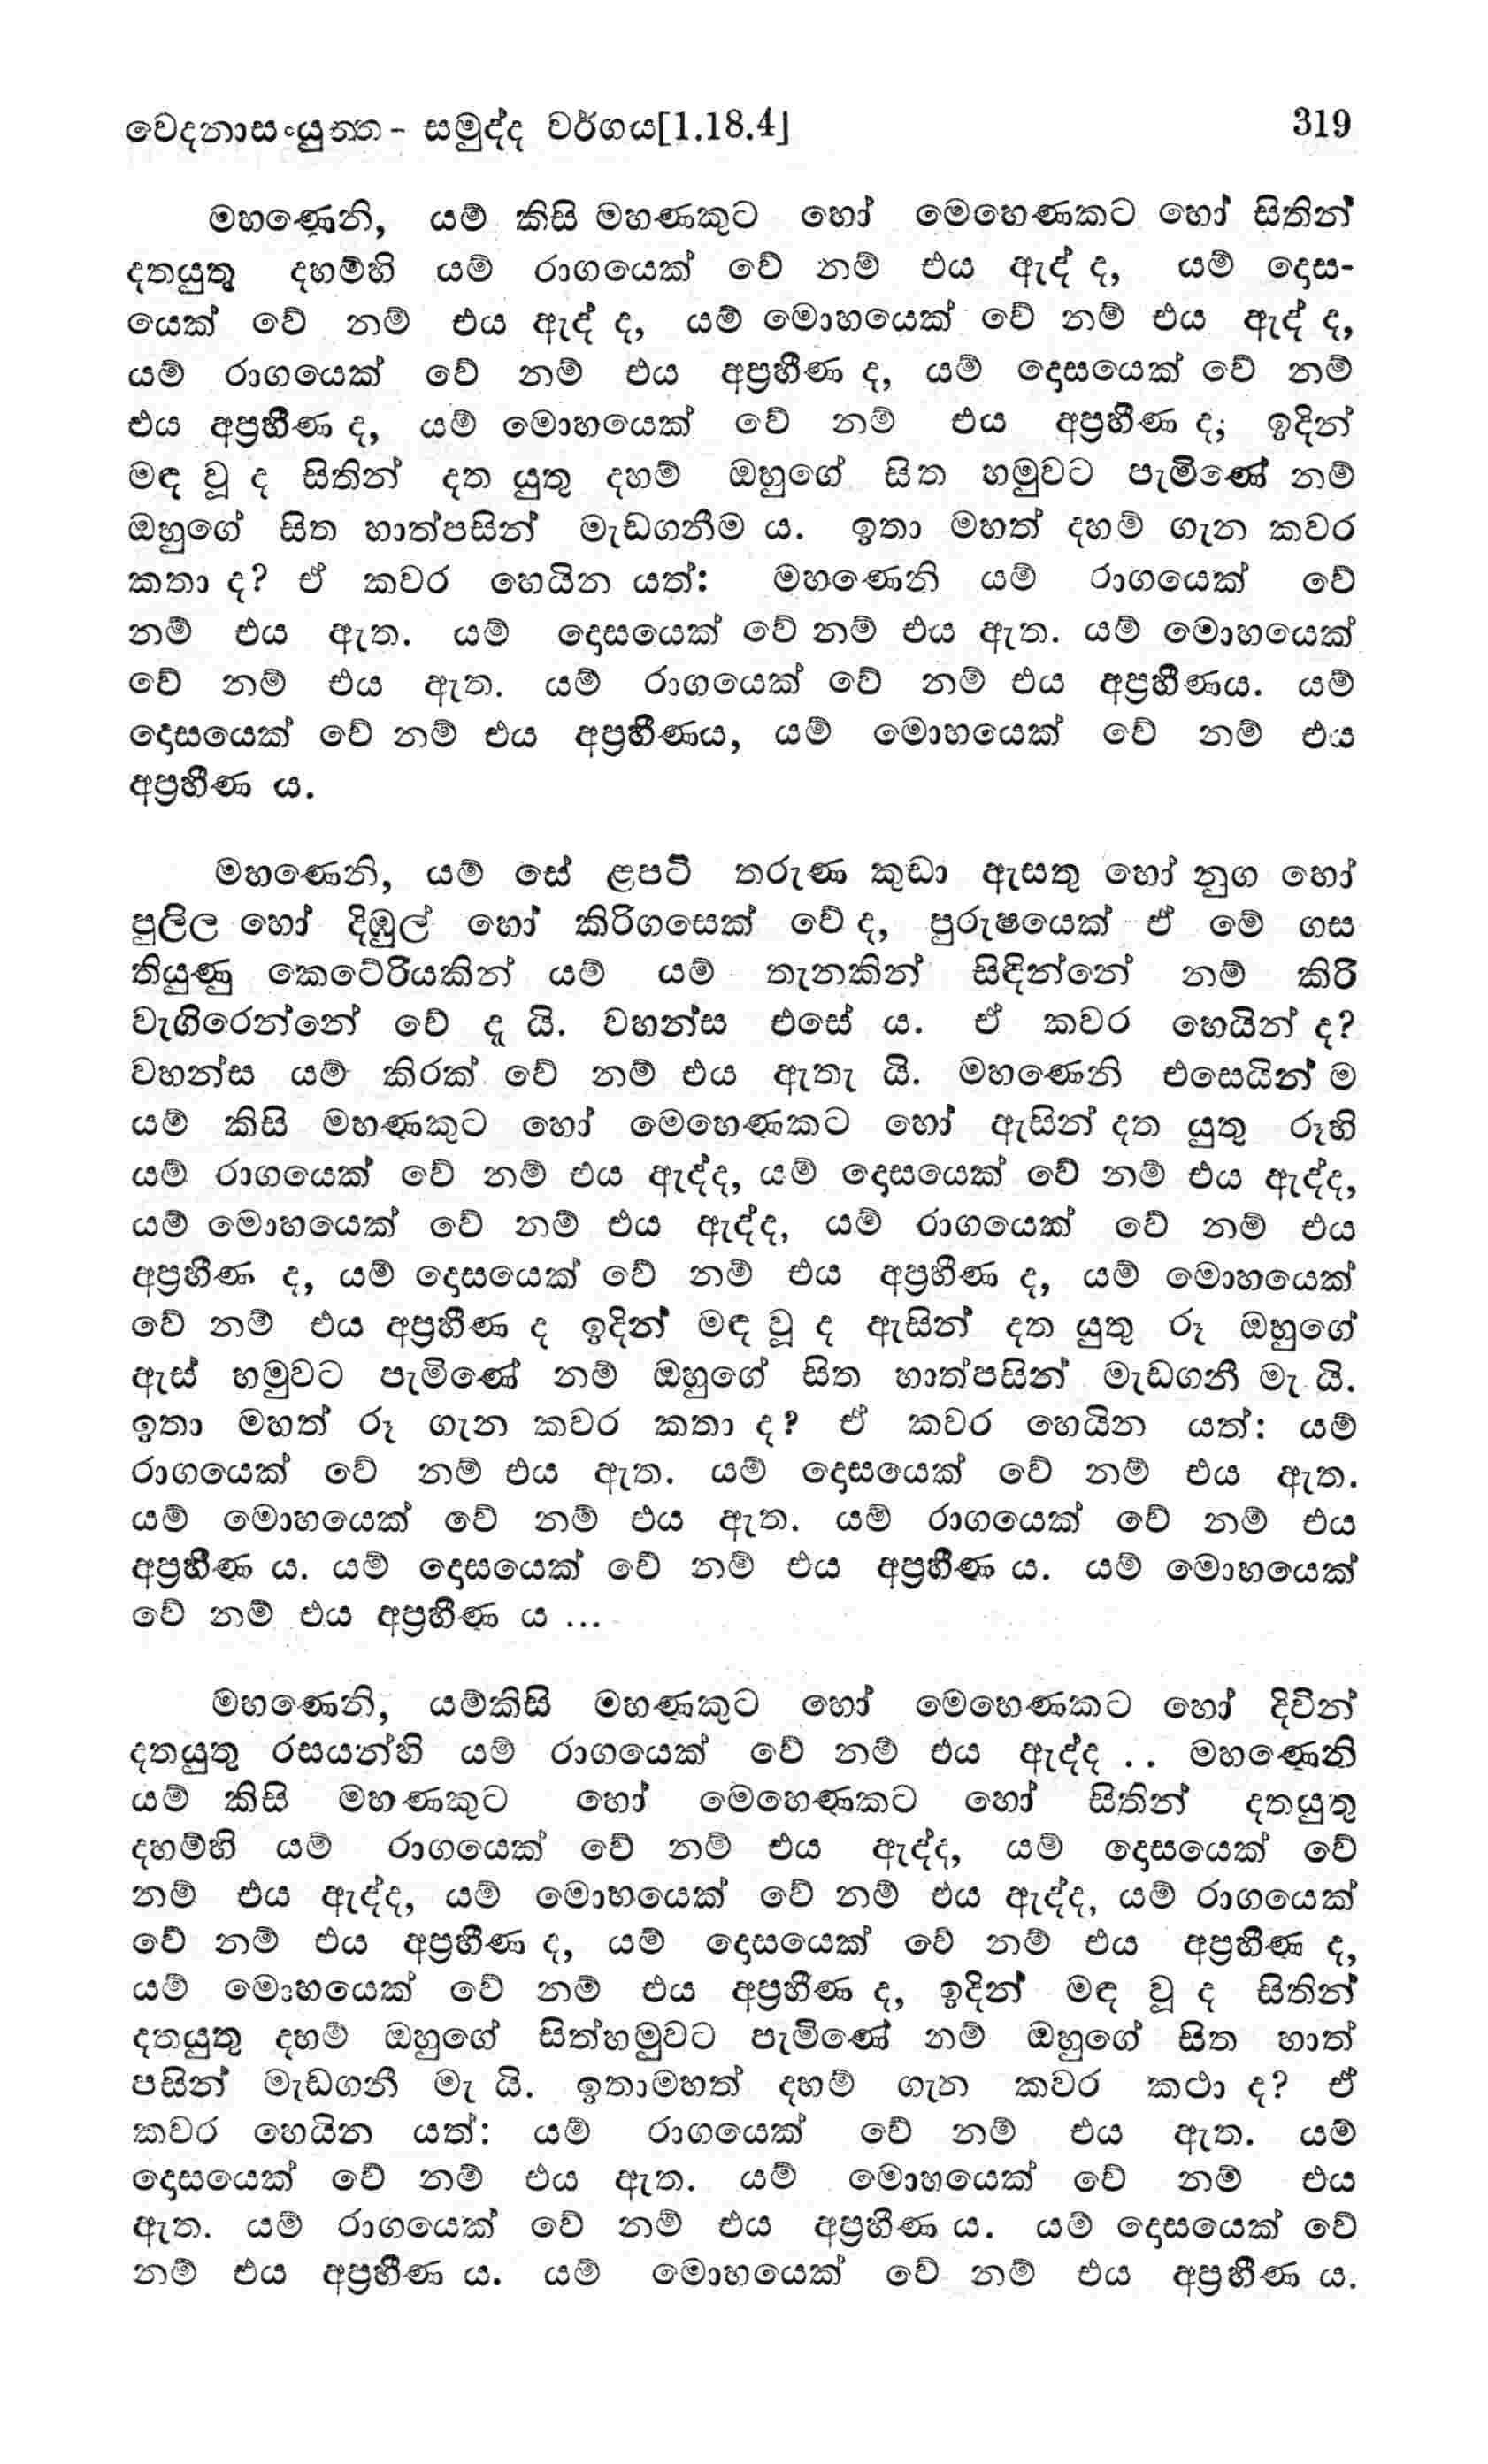 වෙදනාසංයුත්ත - සමුද්ද වර්ගය[1.18.4] 319
මහණෙනි, යම් කිසි මහණකුට හෝ මෙහෙණකට හෝ සිතින්
දතයුතු දහම්හි යම් රාගයෙක් වේ නම් එය ඇද් ද, යම් දොස-
යෙක් වේ නම් එය ඇද් ද, යම් මොහයෙක් වේ නම් එය ඇද් ද,
යම් රාගයෙක් වේ නම් එය අප්‍රහීණ ද, යම් දොසයෙක් වේ නම්
එය අප්‍රහීණ ද, යම් මොහයෙක් වේ නම් එය අප්‍රහීණ ද; ඉදින්
මඳ වූ ද සිතින් දත යුතු දහම් ඔහුගේ සිත හමුවට පැමිණේ නම්
ඔහුගේ සිත හාත්පසින් මැඩගනීම ය. ඉතා මහත් දහම් ගැන කවර
කතා ද? ඒ කවර හෙයින යත්: මහණෙනි යම් රාගයෙක් වේ
නම් එය ඇත. යම් දොසයෙක් වේ නම් එය ඇත. යම් මොහයෙක්
වේ නම් එය ඇත. යම් රාගයෙක් වේ නම් එය අප්‍රහීණය. යම්
දොසයෙක් වේ නම් එය අප්‍රහීණය, යම් මොහයෙක් වේ නම් එය
අප්‍රහීණ ය.
මහණෙනි, යම් සේ ළපටි තරුණ කුඩා ඇසතු හෝ නුග හෝ
පුලිල හෝ දිඹුල් හෝ කිරිගසෙක් වේ ද, පුරුෂයෙක් ඒ මේ ගස
තියුණු කෙටේරියකින් යම් යම් තැනකින් සිඳින්නේ නම් කිරි
වැගිරෙන්නේ වේ දැ යි. වහන්ස එසේ ය. ඒ කවර හෙයින් ද?
වහන්ස යම් කිරක් වේ නම් එය ඇතැ යි. මහණෙනි එසෙයින් ම
යම් කිසි මහණකුට හෝ මෙහෙණකට හෝ ඇසින් දත යුතු රූහි
යම් රාගයෙක් වේ නම් එය ඇද්ද, යම් දොසයෙක් වේ නම් එය ඇද්ද,
යම් මොහයෙක් වේ නම් එය ඇද්ද, යම් රාගයෙක් වේ නම් එය
අප්‍රහීණ ද, යම් දොසයෙක් වේ නම් එය අප්‍රහීණ ද, යම් මොහයෙක්
වේ නම් එය අප්‍රහීණ ද ඉදින් මඳ වූ ද ඇසින් දත යුතු රූ ඔහුගේ
ඇස් හමුවට පැමිණේ නම් ඔහුගේ සිත හාත්පසින් මැඩගනී මැ යි.
ඉතා මහත් රූ ගැන කවර කතා ද? ඒ කවර හෙයින යත්: යම්
රාගයෙක් වේ නම් එය ඇත. යම් දොසයෙක් වේ නම් එය ඇත.
යම් මොහයෙක් වේ නම් එය ඇත. යම් රාගයෙක් වේ නම් එය
අප්‍රහීණ ය. යම් දොසයෙක් වේ නම් එය අප්‍රහීණ ය. යම් මොහයෙක්
වේ නම් එය අප්‍රහීණ ය ...
මහණෙනි, යම්කිසි මහණකුට හෝ මෙහෙණකට හෝ දිවින්
දතයුතු රසයන්හි යම් රාගයෙක් වේ නම් එය ඇද්ද .. මහණෙනි
යම් කිසි මහණකුට හෝ මෙහෙණකට හෝ සිතින් දතයුතු
දහම්හි යම් රාගයෙක් වේ නම් එය ඇද්ද, යම් දොසයෙක් වේ
නම් එය ඇද්ද, යම් මොහයෙක් වේ නම් එය ඇද්ද, යම් රාගයෙක්
වේ නම් එය අප්‍රහීණ ද, යම් දොසයෙක් වේ නම් එය අප්‍රහීණ ද,
යම් මොහයෙක් වේ නම් එය අප්‍රහීණ ද, ඉදින් මඳ වූ ද සිතින්
දතයුතු දහම් ඔහුගේ සිත්හමුවට පැමිණේ නම් ඔහුගේ සිත හාත්
පසින් මැඩගනී මැ යි. ඉතාමහත් දහම් ගැන කවර කථා ද? ඒ
කවර හෙයින යත්: යම් රාගයෙක් වේ නම් එය ඇත. යම්
දොසයෙක් වේ නම් එය ඇත. යම් මොහයෙක් වේ නම් එය
ඇත. යම් රාගයෙක් වේ නම් එය අප්‍රහීණ ය. යම් දොසයෙක් වේ
නම් එය අප්‍රහීණ ය. යම් මොහයෙක් වේ නම් එය අප්‍රහීණ ය.